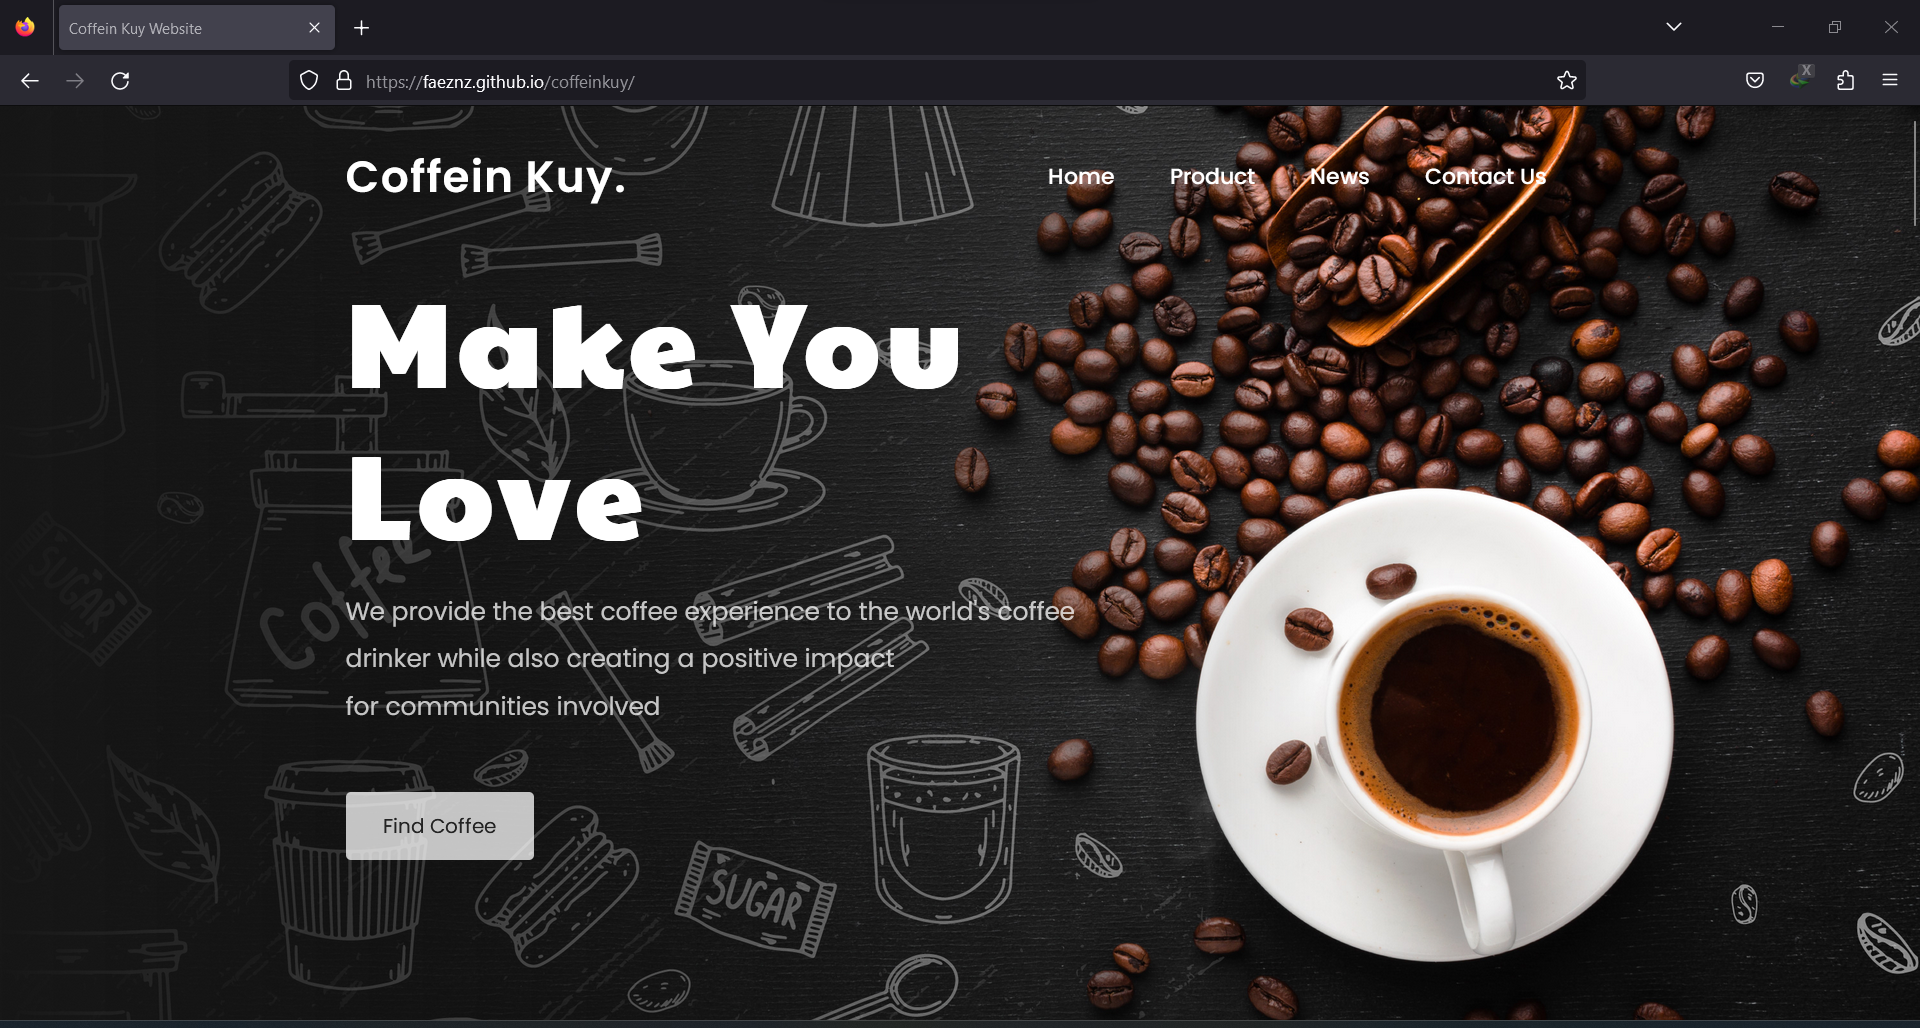 Coffein Kuy Website
https://faeznz.github.io/coffeinkuy/
X
Coffein Kuy.
Home Product News Contact Us
Make You
Love
Coffee
SUGAR
We provide the best coffee experience to the world's coffee
drinker while also creating a positive impact
for communities involved
Find Coffee
SUGAR